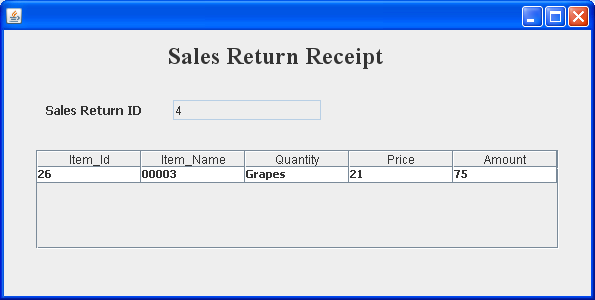 Sales Return Receipt
Sales Return ID 4
Item_Id Item_Name Quantity Price Amount
26 00003 Grapes 21 75